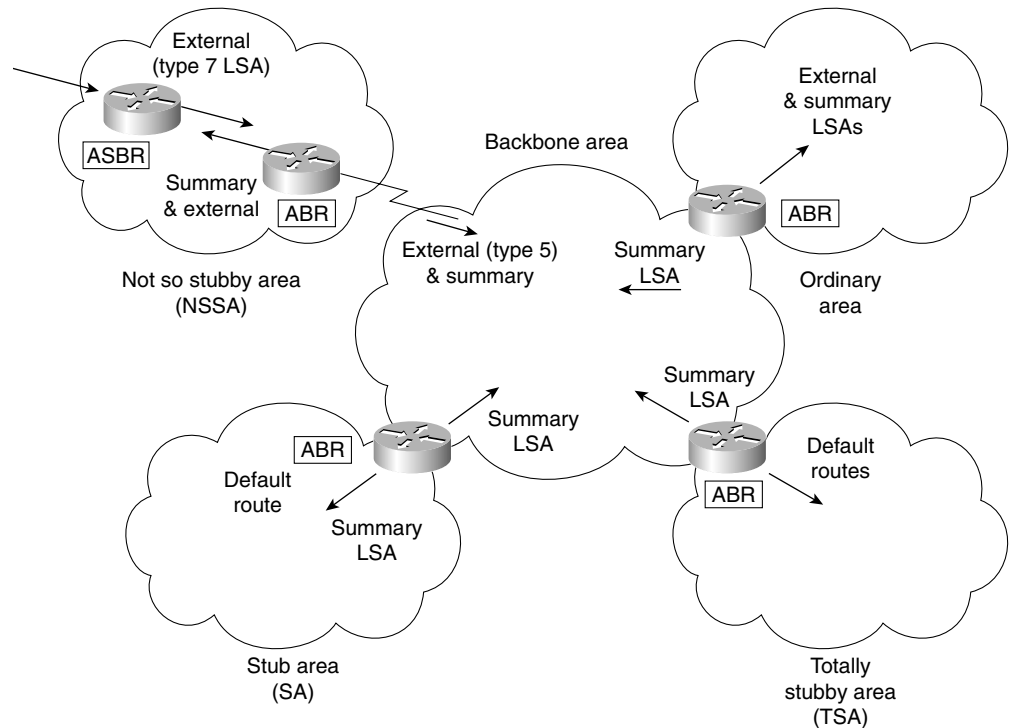 External
(type 7 LSA)
ASBR
Summary
& external
ABR
Not so stubby area
(NSSA)
Backbone area
External (type 5)
& summary
Summary
LSA
External
& summary
LSAs
ABR
Ordinary
area
ABR
Default
route
Summary
LSA
Summary
LSA
Stub area
(SA)
Summary
LSA
ABR
Default
routes
Totally
stubby area
(TSA)